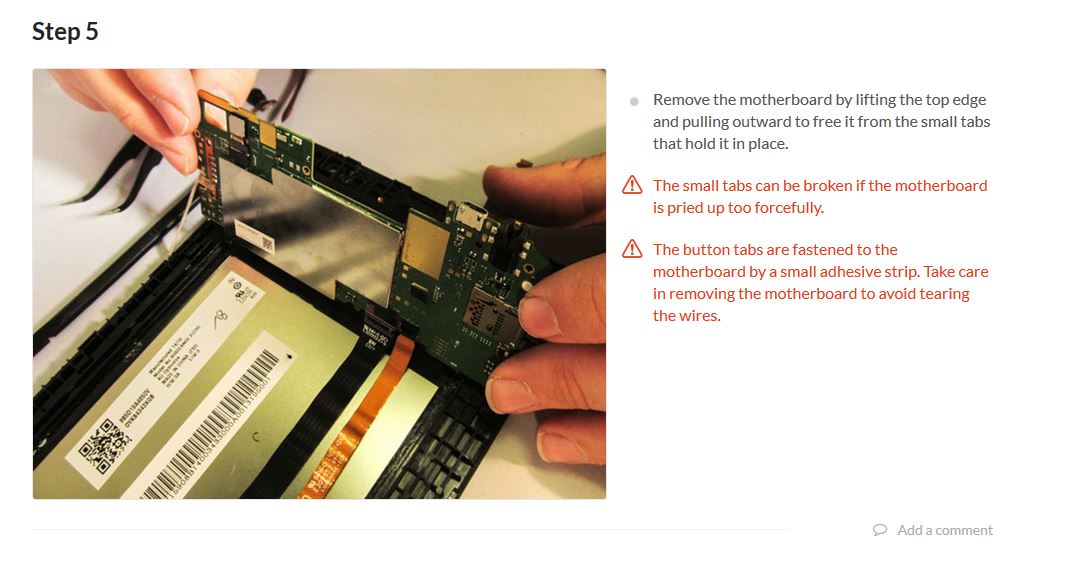 Step 5
Remove the motherboard by lifting the top edge
and pulling outward to free it from the small tabs
that hold it in place.
The small tabs can be broken if the motherboard
is pried up too forcefully.
The button tabs are fastened to the
motherboard by a small adhesive strip. Take care
in removing the motherboard to avoid tearing
the wires.
Add a comment